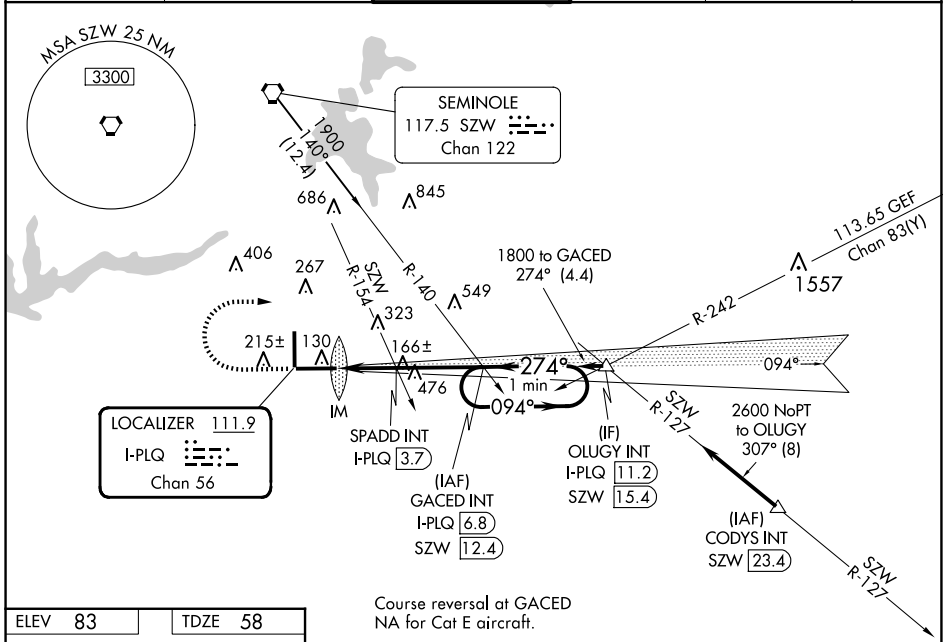 MSA SZW 25 NM
3300
SEMINOLE
117.5 SZW
Chan 122
1900
140°
(12.4)
845
686
113.65 GEF
Chan 83(Y)
406
267
SZW
R-154
R-140
1800 to GACED
274° (4.4)
1557
549
R-242
323
215±
130
166±
476
274°
1 min
094°
094°
IM
LOCALIZER 111.9
I-PLQ
Chan 56
SPADD INT
I-PLQ 3.7
(IAF)
GACED INT
I-PLQ 6.8
SZW 12.4
(IF)
OLUGY INT
I-PLQ 11.2
SZW 15.4
SZW
R-127
2600 NoPT
to OLUGY
307° (8)
(IAF)
CODYS INT
SZW 23.4
SZW
R-127
Course reversal at GACED
NA for Cat E aircraft.
ELEV 83
TDZE 58